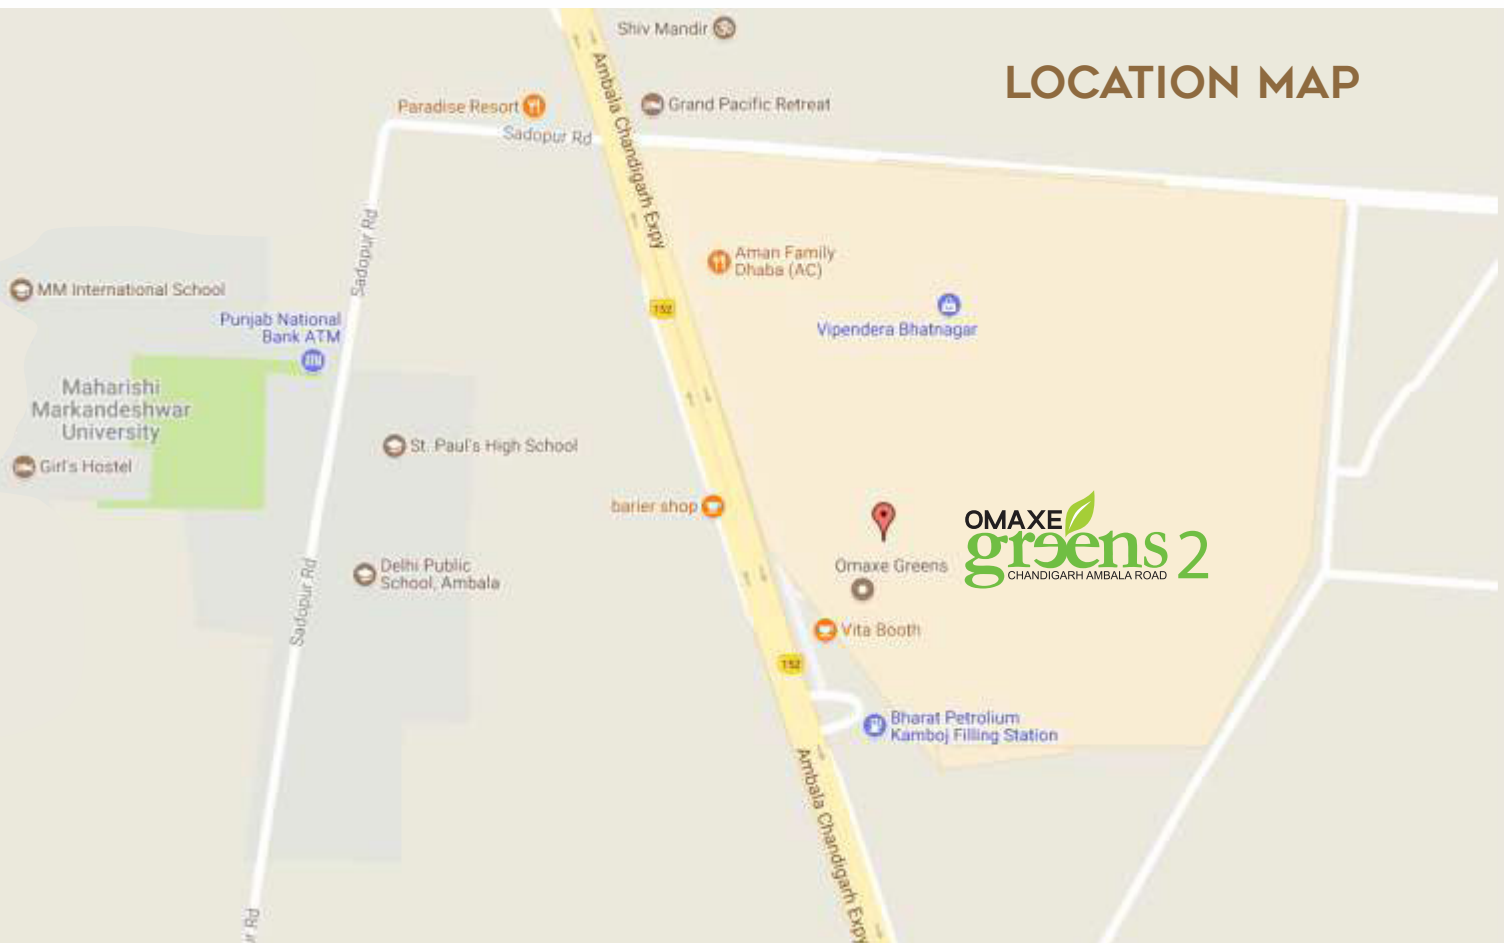 Shiv Mandir
LOCATION MAP
Paradise Resort
Grand Pacific Retreat
Sadopur Rd
Ambala Chandigarh Expy
Sadopur Rd
Aman Family
Dhaba (AC)
MM International School
152
Punjab National
Bank ATM
Vipendera Bhatnagar
Maharishi
Markandeshwar
University
St. Paul's High School
Girl's Hostel
barier shop
OMAXE
greens 2
CHANDIGARH AMBALA ROAD
Omaxe Greens
Delhi Public
School, Ambala
Sadopur Rd
Vita Booth
152
Bharat Petrolium
Kamboj Filling Station
Ambala Chandigarh Expy
ur Rd